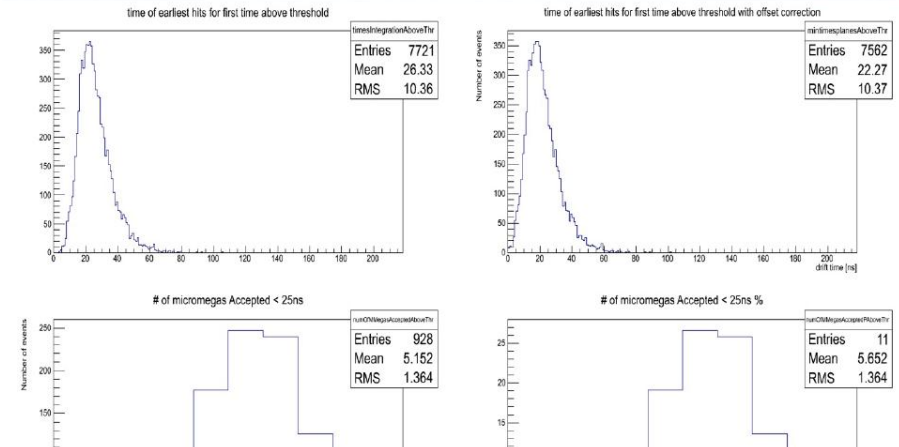 time of earliest hits for first time above threshold
timesIntegrationAboveThr
Entries 7721
Mean 26.33
RMS 10.36
350
300
250
200
150
100
50
0
0 20 40 60 80 100 120 140 160 180 200
time of earliest hits for first time above threshold with offset correction
mintimesplanesAboveThr
Entries 7562
Mean 22.27
RMS 10.37
Number of events
350
300
250
200
150
100
50
0
0 20 40 60 80 100 120 140 160 180 200
drift time [ns]
# of micromegas Accepted < 25ns
numOfMMegasAcceptedAboveThr
Entries 928
Mean 5.152
RMS 1.364
Number of events
250
200
150
# of micromegas Accepted < 25ns %
Entries 11
Mean 5.652
RMS 1.364
25
20
15